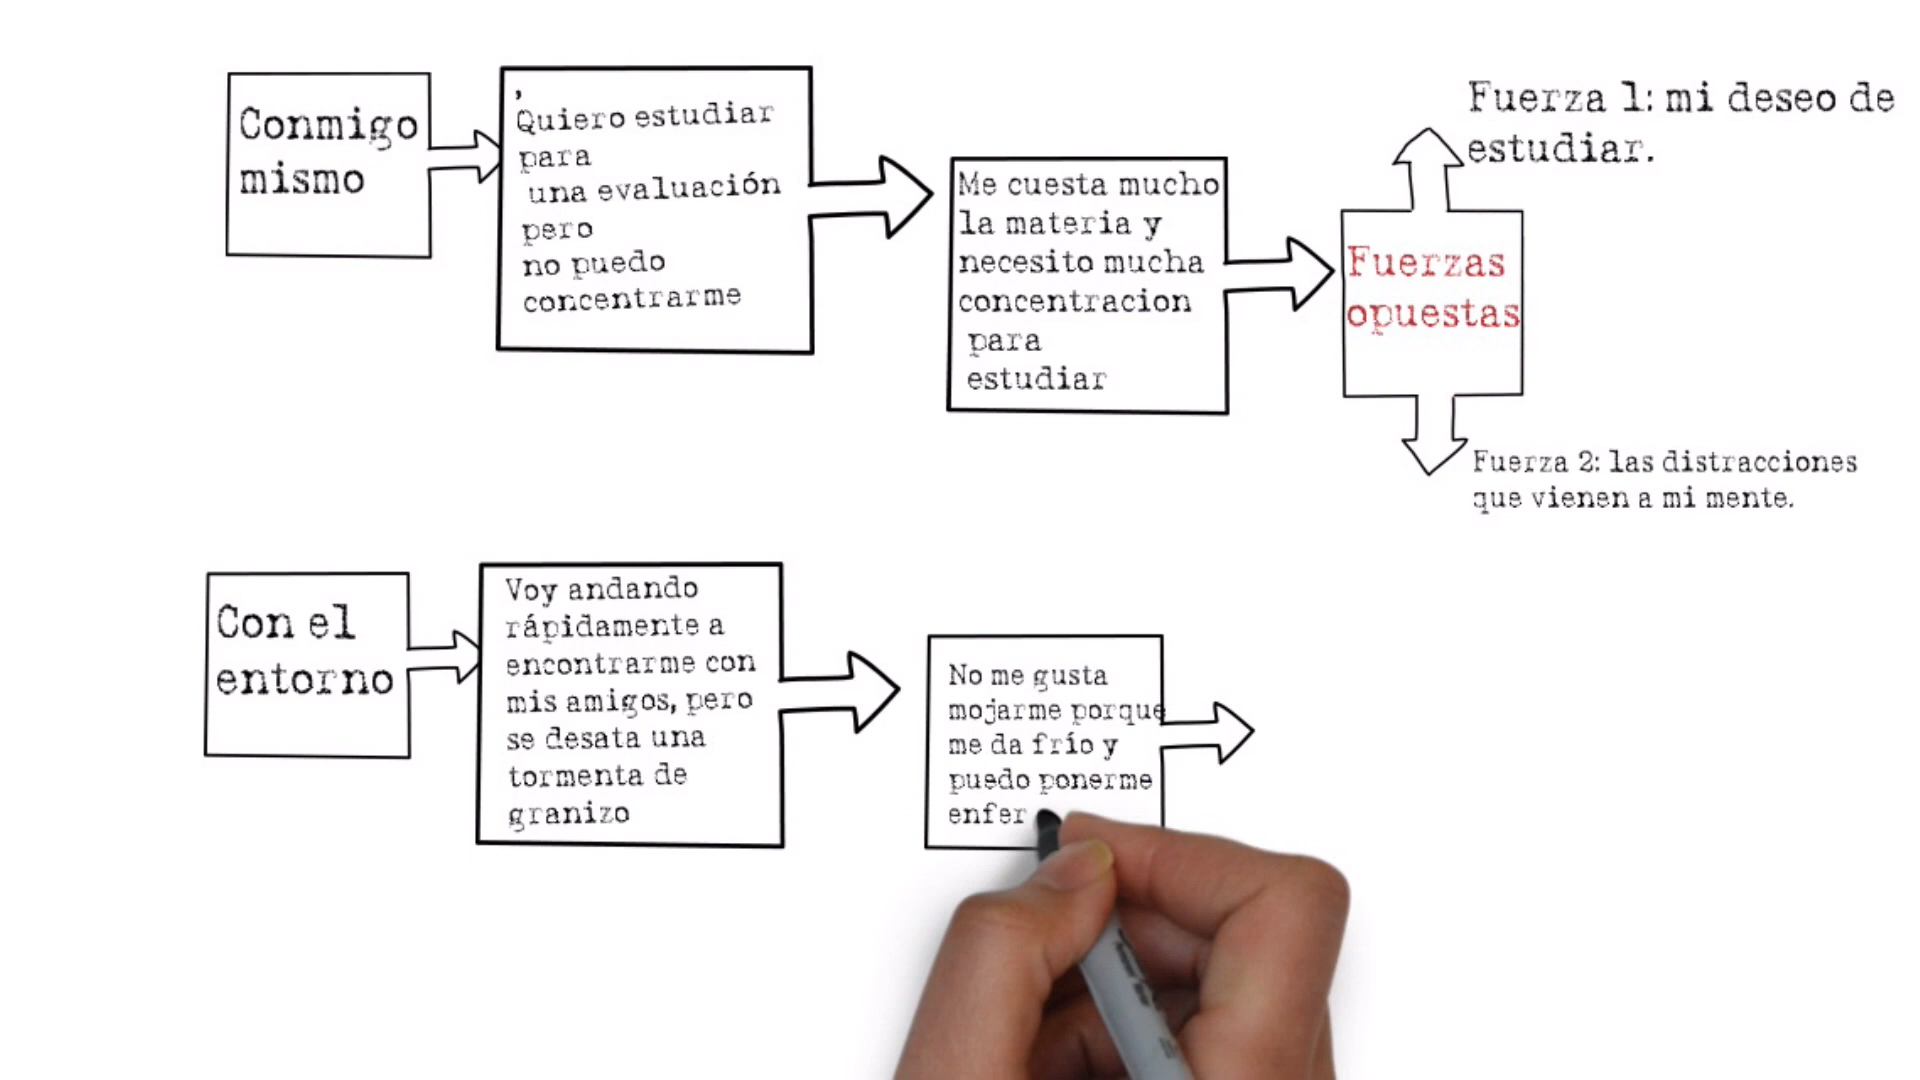 Conmigo
mismo
,
Quiero estudiar
para
una evaluación
pero
no puedo
concentrarme
Me cuesta mucho
la materia y
necesito mucha
concentracion
para
estudiar
Fuerzas
opuestas
Fuerza 1: mi deseo de
estudiar.
Fuerza 2: las distracciones
que vienen a mi mente.
Con el
entorno
Voy andando
rápidamente a
encontrarme con
mis amigos, pero
se desata una
tormenta de
granizo
No me gusta
mojarme porque
me da frío y
puedo ponerme
enfer